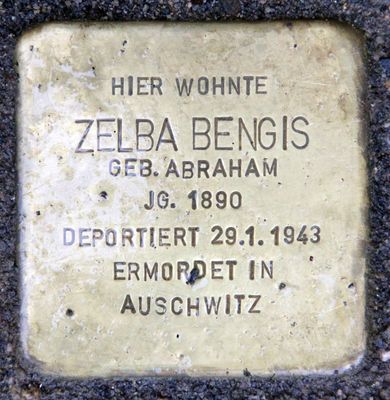 HIER WOHNTE
ZELBA BENGIS
GEB. ABRAHAM
JG. 1890
DEPORTIERT 29.1.1943
ERMORDET IN
AUSCHWITZ